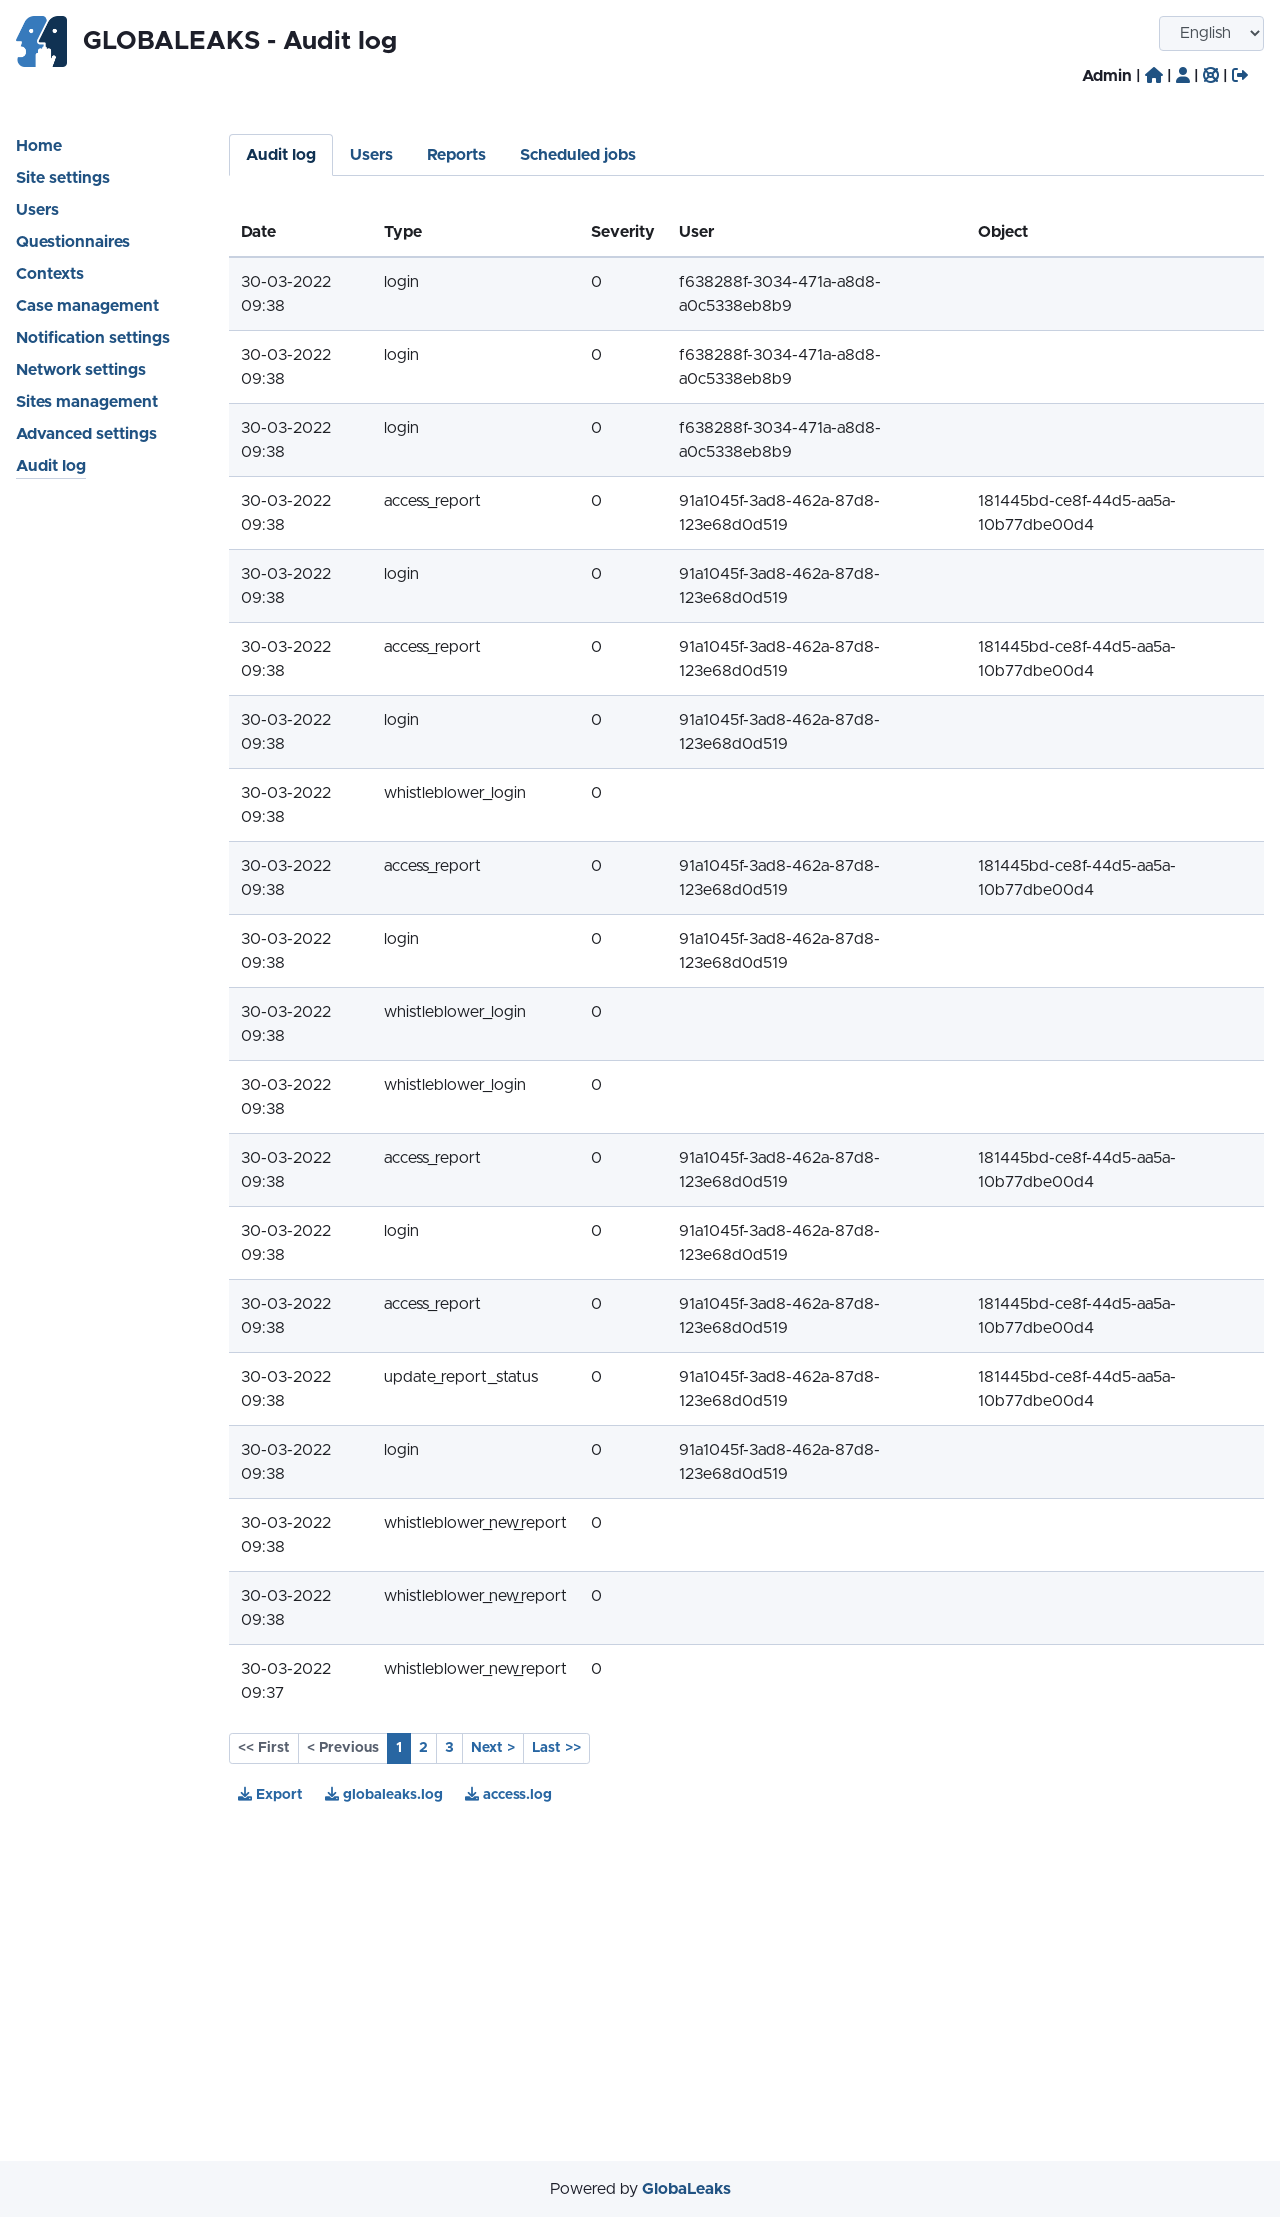 GLOBALEAKS - Audit log
English
Admin | | | |
Home
Site settings
Users
Questionnaires
Contexts
Case management
Notification settings
Network settings
Sites management
Advanced settings
Audit log
Audit log Users Reports Scheduled jobs
Date Type Severity User Object
30-03-2022 login 0 f638288f-3034-471a-a8d8-
09:38 a0c5338eb8b9
30-03-2022 login 0 f638288f-3034-471a-a8d8-
09:38 a0c5338eb8b9
30-03-2022 login 0 f638288f-3034-471a-a8d8-
09:38 a0c5338eb8b9
30-03-2022 access_report 0 91a1045f-3ad8-462a-87d8- 181445bd-ce8f-44d5-aa5a-
09:38 123e68d0d519 10b77dbe00d4
30-03-2022 login 0 91a1045f-3ad8-462a-87d8-
09:38 123e68d0d519
30-03-2022 access_report 0 91a1045f-3ad8-462a-87d8- 181445bd-ce8f-44d5-aa5a-
09:38 123e68d0d519 10b77dbe00d4
30-03-2022 login 0 91a1045f-3ad8-462a-87d8-
09:38 123e68d0d519
30-03-2022 whistleblower_login 0
09:38
30-03-2022 access_report 0 91a1045f-3ad8-462a-87d8- 181445bd-ce8f-44d5-aa5a-
09:38 123e68d0d519 10b77dbe00d4
30-03-2022 login 0 91a1045f-3ad8-462a-87d8-
09:38 123e68d0d519
30-03-2022 whistleblower_login 0
09:38
30-03-2022 whistleblower_login 0
09:38
30-03-2022 access_report 0 91a1045f-3ad8-462a-87d8- 181445bd-ce8f-44d5-aa5a-
09:38 123e68d0d519 10b77dbe00d4
30-03-2022 login 0 91a1045f-3ad8-462a-87d8-
09:38 123e68d0d519
30-03-2022 access_report 0 91a1045f-3ad8-462a-87d8- 181445bd-ce8f-44d5-aa5a-
09:38 123e68d0d519 10b77dbe00d4
30-03-2022 update_report_status 0 91a1045f-3ad8-462a-87d8- 181445bd-ce8f-44d5-aa5a-
09:38 123e68d0d519 10b77dbe00d4
30-03-2022 login 0 91a1045f-3ad8-462a-87d8-
09:38 123e68d0d519
30-03-2022 whistleblower_new_report 0
09:38
30-03-2022 whistleblower_new_report 0
09:38
30-03-2022 whistleblower_new_report 0
09:37
<< First < Previous 1 2 3 Next > Last >>
Export globaleaks.log access.log
Powered by GlobaLeaks